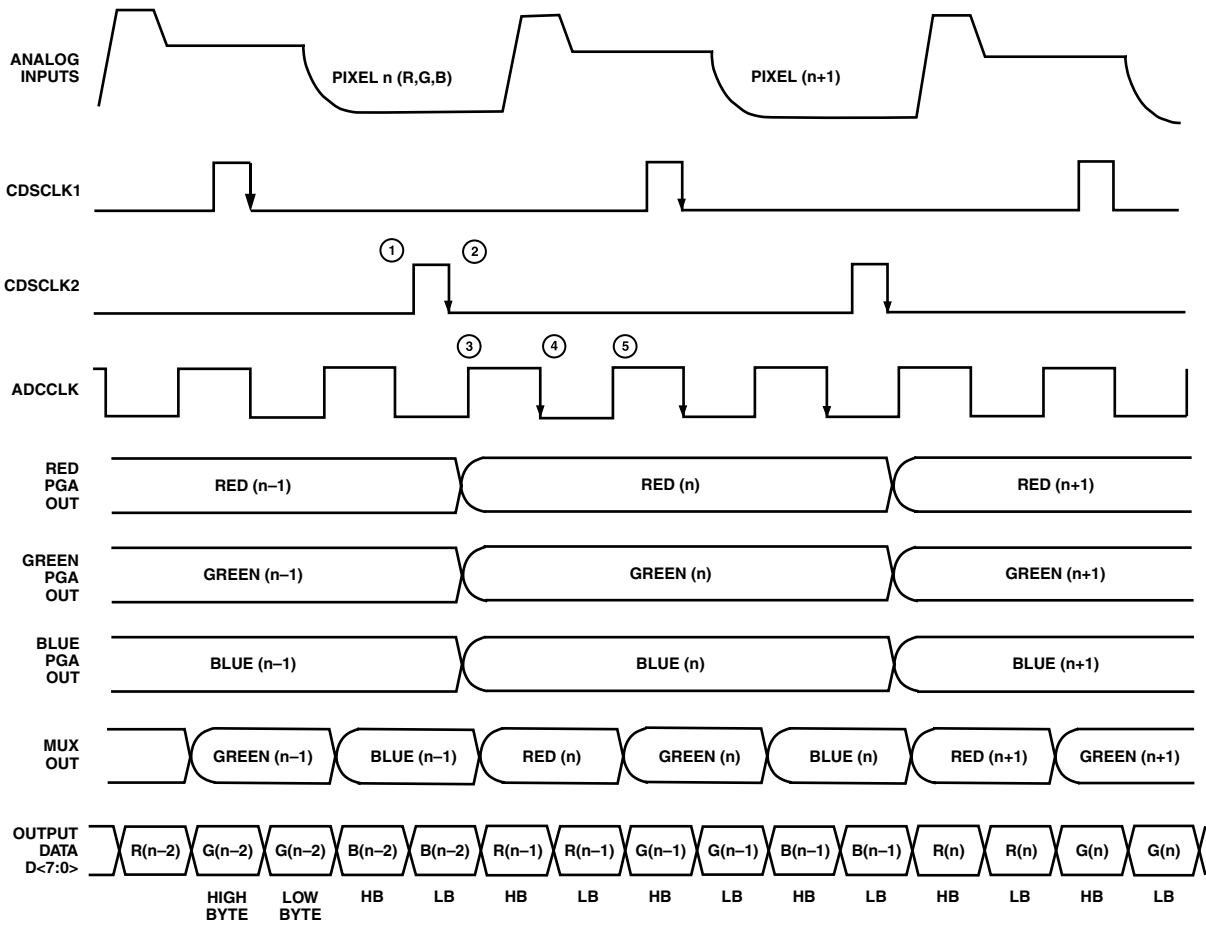 ANALOG
INPUTS
PIXEL n (R,G,B)
PIXEL (n+1)
CDSCLK1
1
2
CDSCLK2
3
4
5
ADCCLK
RED
PGA
OUT
RED (n–1)
RED (n)
RED (n+1)
GREEN
PGA
OUT
GREEN (n–1)
GREEN (n)
GREEN (n+1)
BLUE
PGA
OUT
BLUE (n–1)
BLUE (n)
BLUE (n+1)
MUX
OUT
GREEN (n–1)
BLUE (n–1)
RED (n)
GREEN (n)
BLUE (n)
RED (n+1)
GREEN (n+1)
OUTPUT
DATA
D<7:0>
R(n–2)
G(n–2)
G(n–2)
B(n–2)
B(n–2)
R(n–1)
R(n–1)
G(n–1)
G(n–1)
B(n–1)
B(n–1)
R(n)
R(n)
G(n)
G(n)
HIGH
BYTE
LOW
BYTE
HB
LB
HB
LB
HB
LB
HB
LB
HB
LB
HB
LB